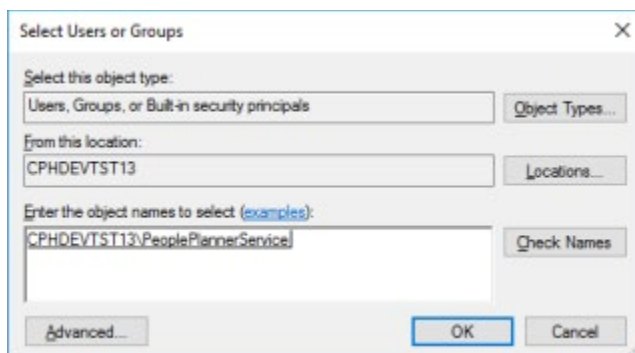 Select Users or Groups
Select this object type:
Users, Groups, or Built-in security principals
Object Types...
From this location:
CPHDEVTST13
Locations...
Enter the object names to select (examples):
CPHDEVTST13\PeoplePlannerService
Check Names
Advanced...
OK
Cancel